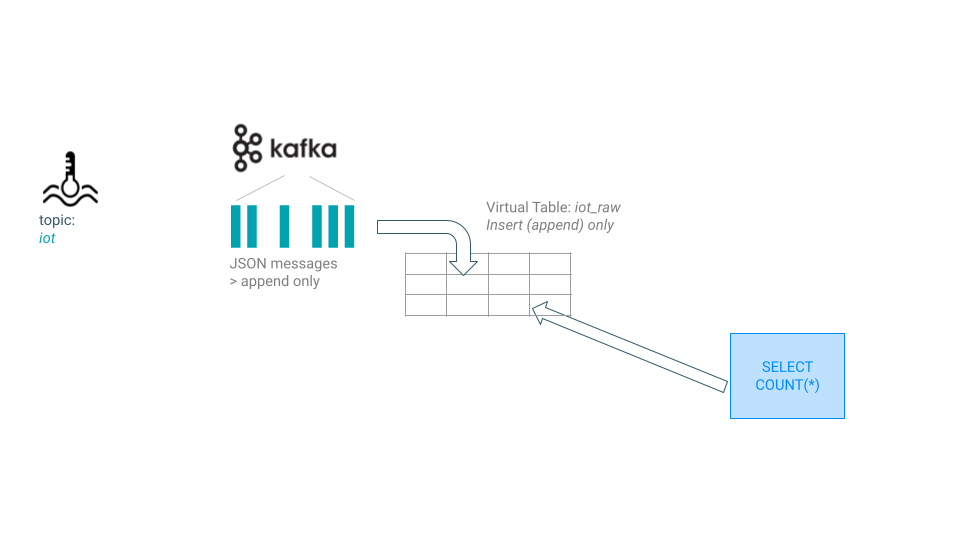 kafka
topic:
iot
JSON messages
> append only
Virtual Table: iot_raw
Insert (append) only
SELECT
COUNT(*)